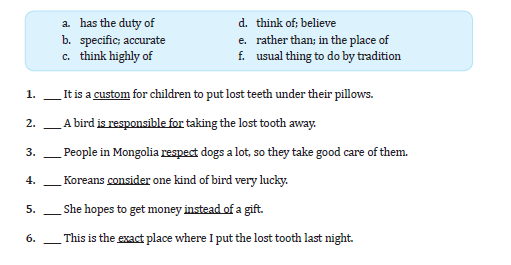 a. has the duty of d. think of; believe
b. specific; accurate e. rather than; in the place of
c. think highly of f. usual thing to do by tradition
1. ___ It is a custom for children to put lost teeth under their pillows.
2. ___ A bird is responsible for taking the lost tooth away.
3. ___ People in Mongolia respect dogs a lot, so they take good care of them.
4. ___ Koreans consider one kind of bird very lucky.
5. ___ She hopes to get money instead of a gift.
6. ___ This is the exact place where I put the lost tooth last night.